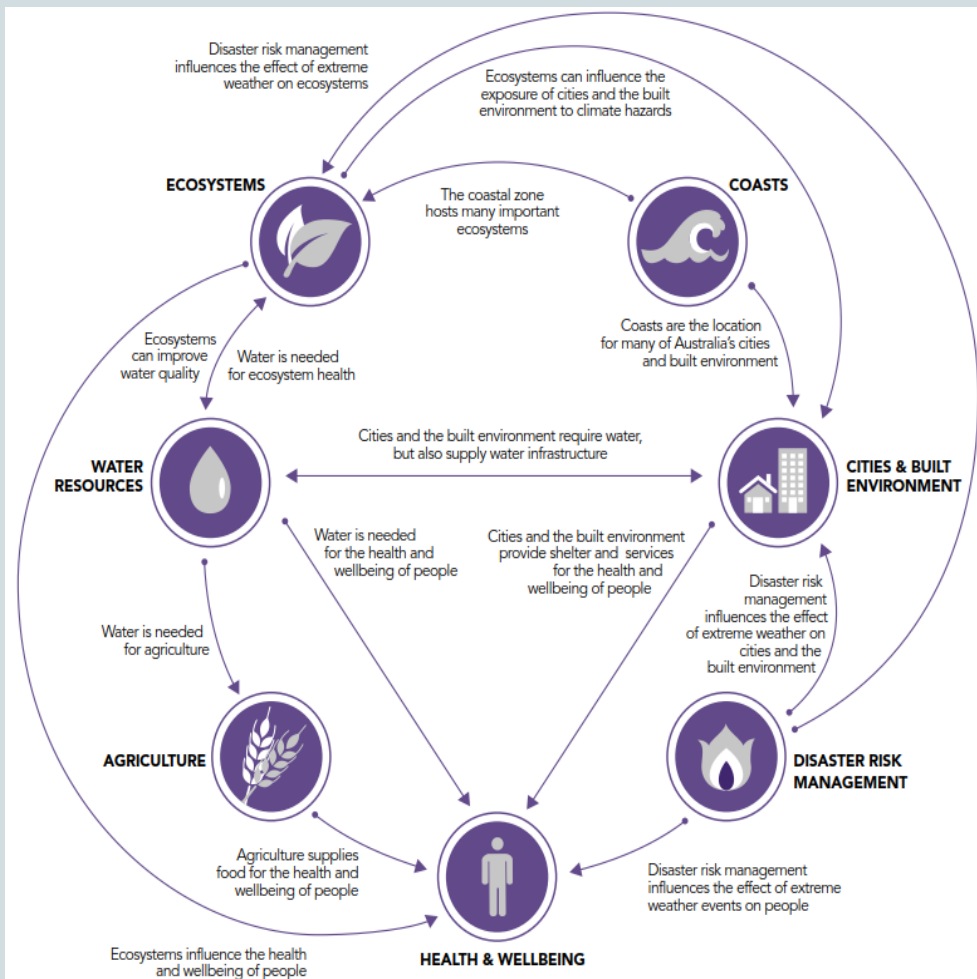 Disaster risk management
influences the effect of extreme
weather on ecosystems
Ecosystems can influence the
exposure of cities and the built
environment to climate hazards
ECOSYSTEMS
COASTS
The coastal zone
hosts many important
ecosystems
Coasts are the location
for many of Australia's cities
and built environment
Ecosystems
can improve
water quality
Water is needed
for ecosystem health
Cities and the built environment require water,
but also supply water infrastructure
WATER
RESOURCES
CITIES & BUILT
ENVIRONMENT
Water is needed
for the health and
wellbeing of people
Cities and the built environment
provide shelter and services
for the health and
wellbeing of people
Disaster risk
management
influences the effect
of extreme weather on
cities and the
built environment
Water is needed
for agriculture
AGRICULTURE
DISASTER RISK
MANAGEMENT
Agriculture supplies
food for the health and
wellbeing of people
Disaster risk management
influences the effect of extreme
weather events on people
Ecosystems influence the health
and wellbeing of people
HEALTH & WELLBEING